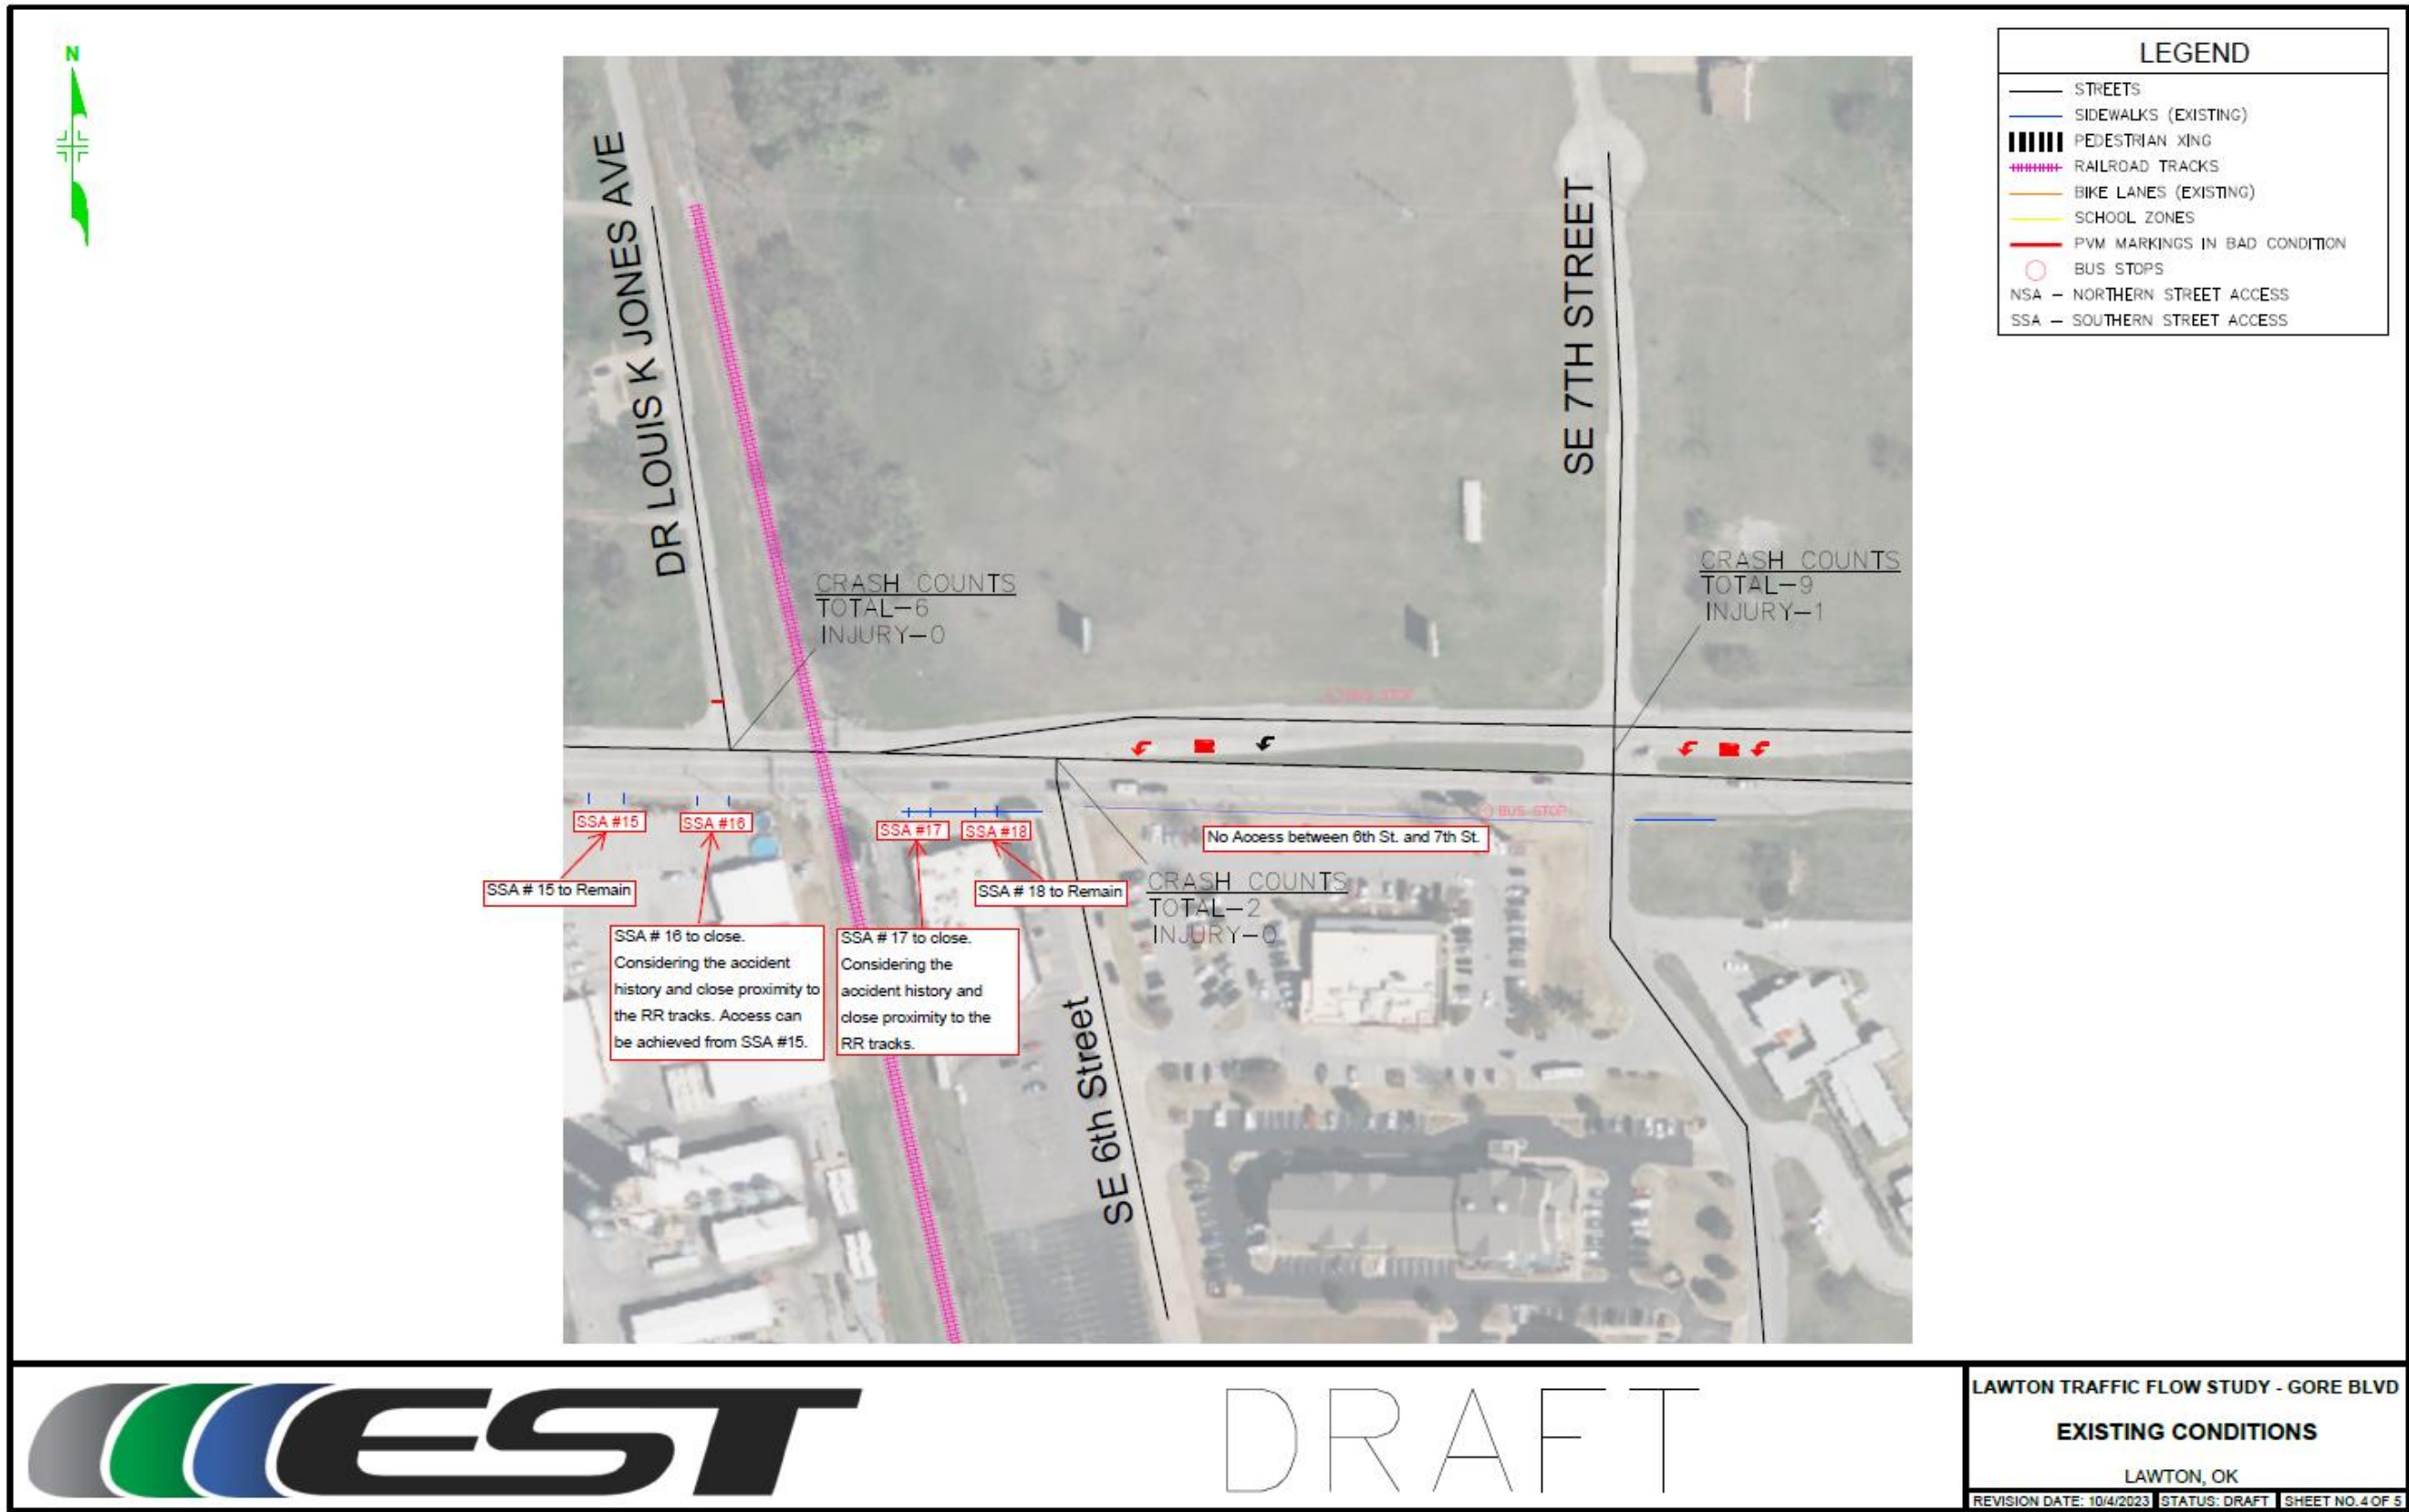 N
LEGEND
STREETS
SIDEWALKS (EXISTING)
PEDESTRIAN XING
RAILROAD TRACKS
BIKE LANES (EXISTING)
SCHOOL ZONES
PVM MARKINGS IN BAD CONDITION
BUS STOPS
NSA — NORTHERN STREET ACCESS
SSA — SOUTHERN STREET ACCESS
DR LOUIS K JONES AVE
SE 7TH STREET
CRASH COUNTS
TOTAL—6
INJURY—0
CRASH COUNTS
TOTAL—9
INJURY—1
BUS STOP
SSA #15
SSA #16
SSA #17
SSA #18
BUS STOP
No Access between 6th St. and 7th St.
SSA # 15 to Remain
SSA # 18 to Remain
CRASH COUNTS
TOTAL—2
INJURY—0
SSA # 16 to close.
Considering the accident
history and close proximity to
the RR tracks. Access can
be achieved from SSA #15.
SSA # 17 to close.
Considering the
accident history and
close proximity to the
RR tracks.
SE 6th Street
EST
DRAFT
LAWTON TRAFFIC FLOW STUDY - GORE BLVD
EXISTING CONDITIONS
LAWTON, OK
REVISION DATE: 10/4/2023 STATUS: DRAFT SHEET NO.4 OF 5